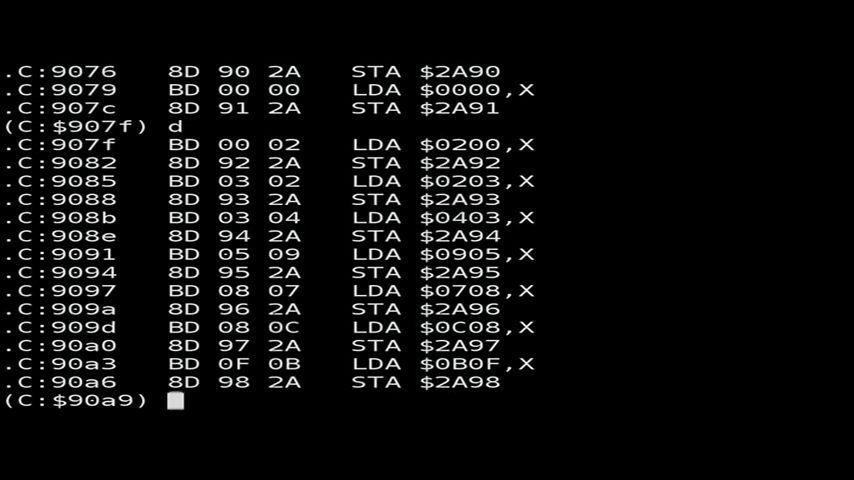 .C:9076   8D 90 2A    STA $2A90
.C:9079   BD 00 00    LDA $0000,X
.C:907c   8D 91 2A    STA $2A91
(C:$907f) d
.C:907f   BD 00 02    LDA $0200,X
.C:9082   8D 92 2A    STA $2A92
.C:9085   BD 03 02    LDA $0203,X
.C:9088   8D 93 2A    STA $2A93
.C:908b   BD 03 04    LDA $0403,X
.C:908e   8D 94 2A    STA $2A94
.C:9091   BD 05 09    LDA $0905,X
.C:9094   8D 95 2A    STA $2A95
.C:9097   BD 08 07    LDA $0708,X
.C:909a   8D 96 2A    STA $2A96
.C:909d   BD 08 0C    LDA $0C08,X
.C:90a0   8D 97 2A    STA $2A97
.C:90a3   BD 0F 0B    LDA $0B0F,X
.C:90a6   8D 98 2A    STA $2A98
(C:$90a9)